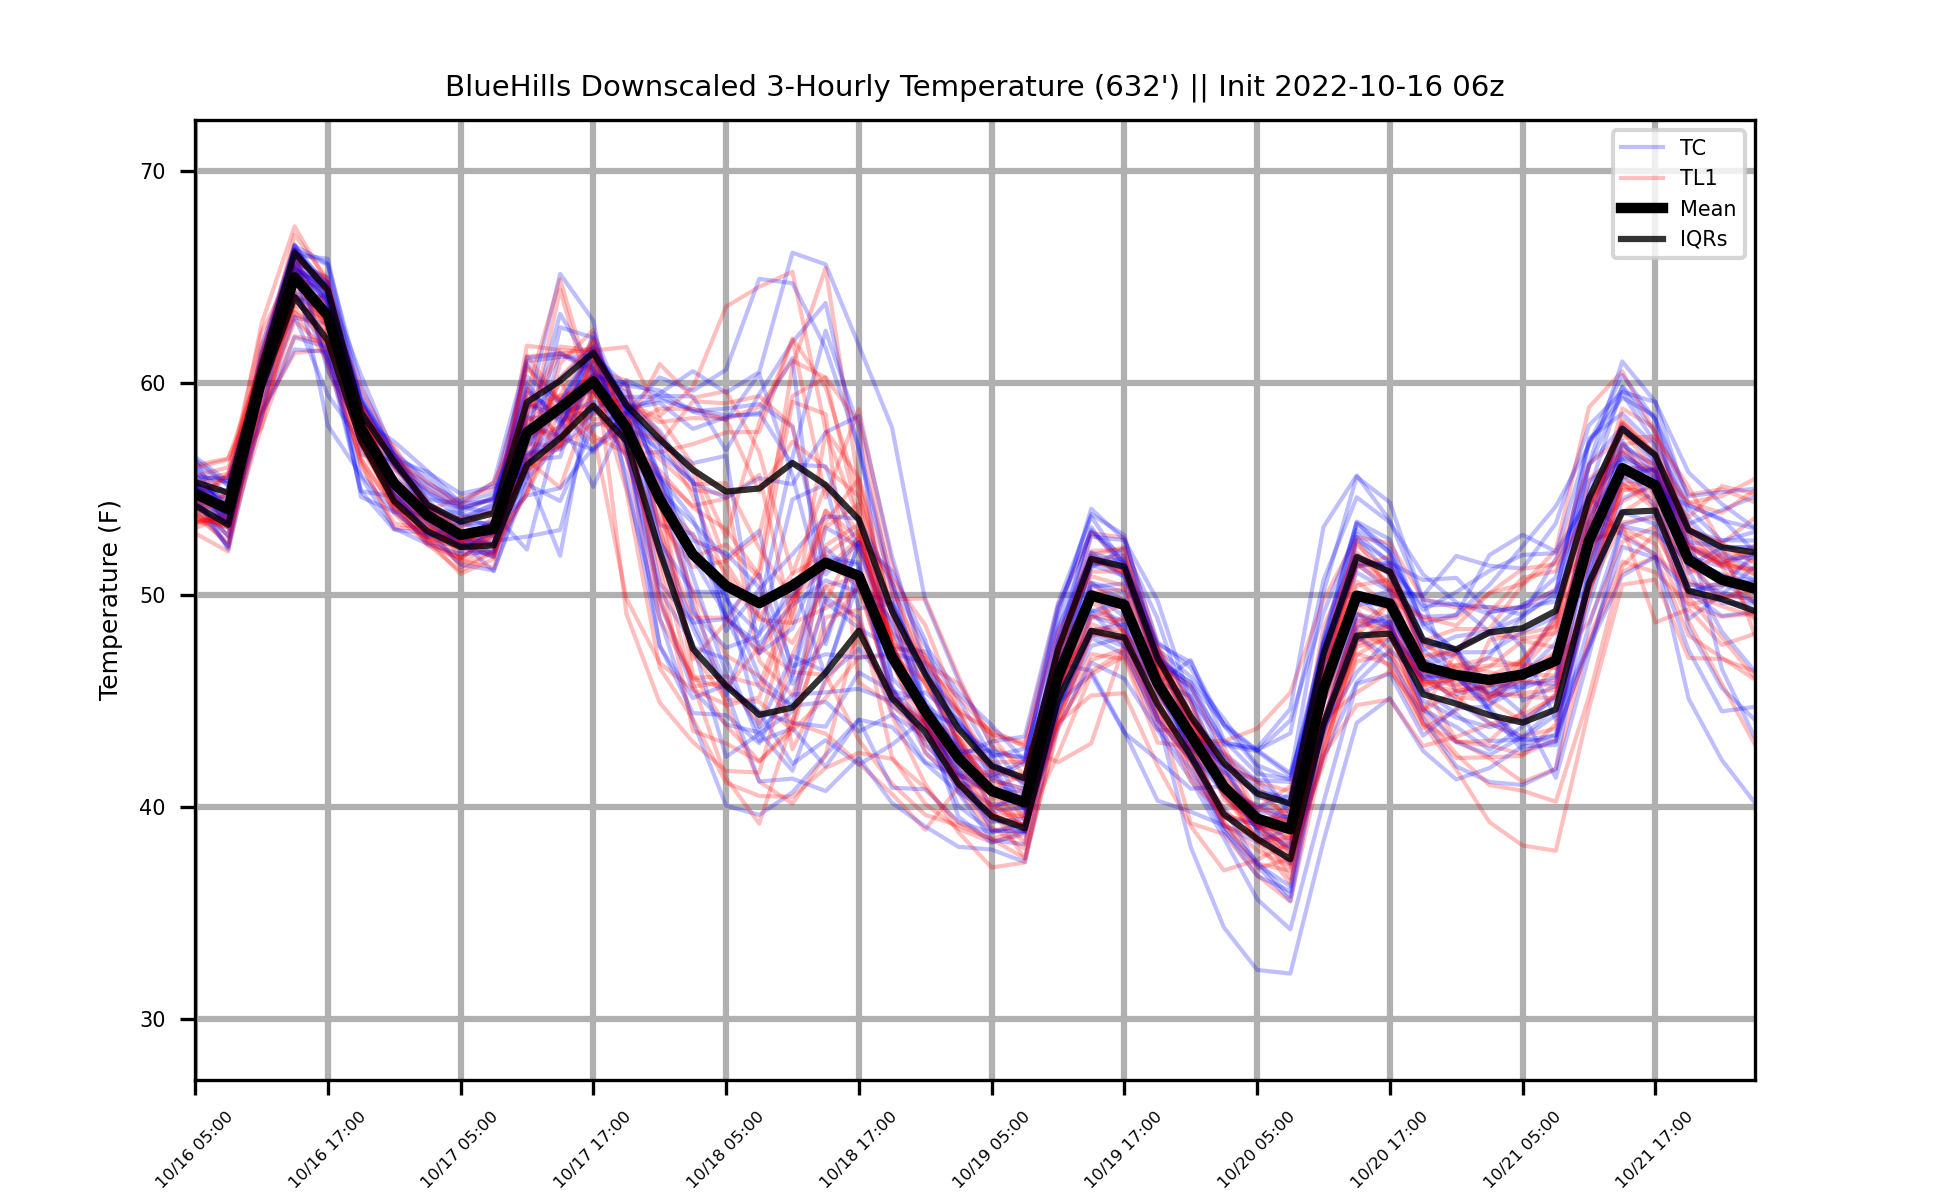 BlueHills Downscaled 3-Hourly Temperature (632') || Init 2022-10-16 06z
TC
TL1
Mean
IQRs
Temperature (F)
70
60
50
40
30
10/16 05:00
10/16 17:00
10/17 05:00
10/17 17:00
10/18 05:00
10/18 17:00
10/19 05:00
10/19 17:00
10/20 05:00
10/20 17:00
10/21 05:00
10/21 17:00